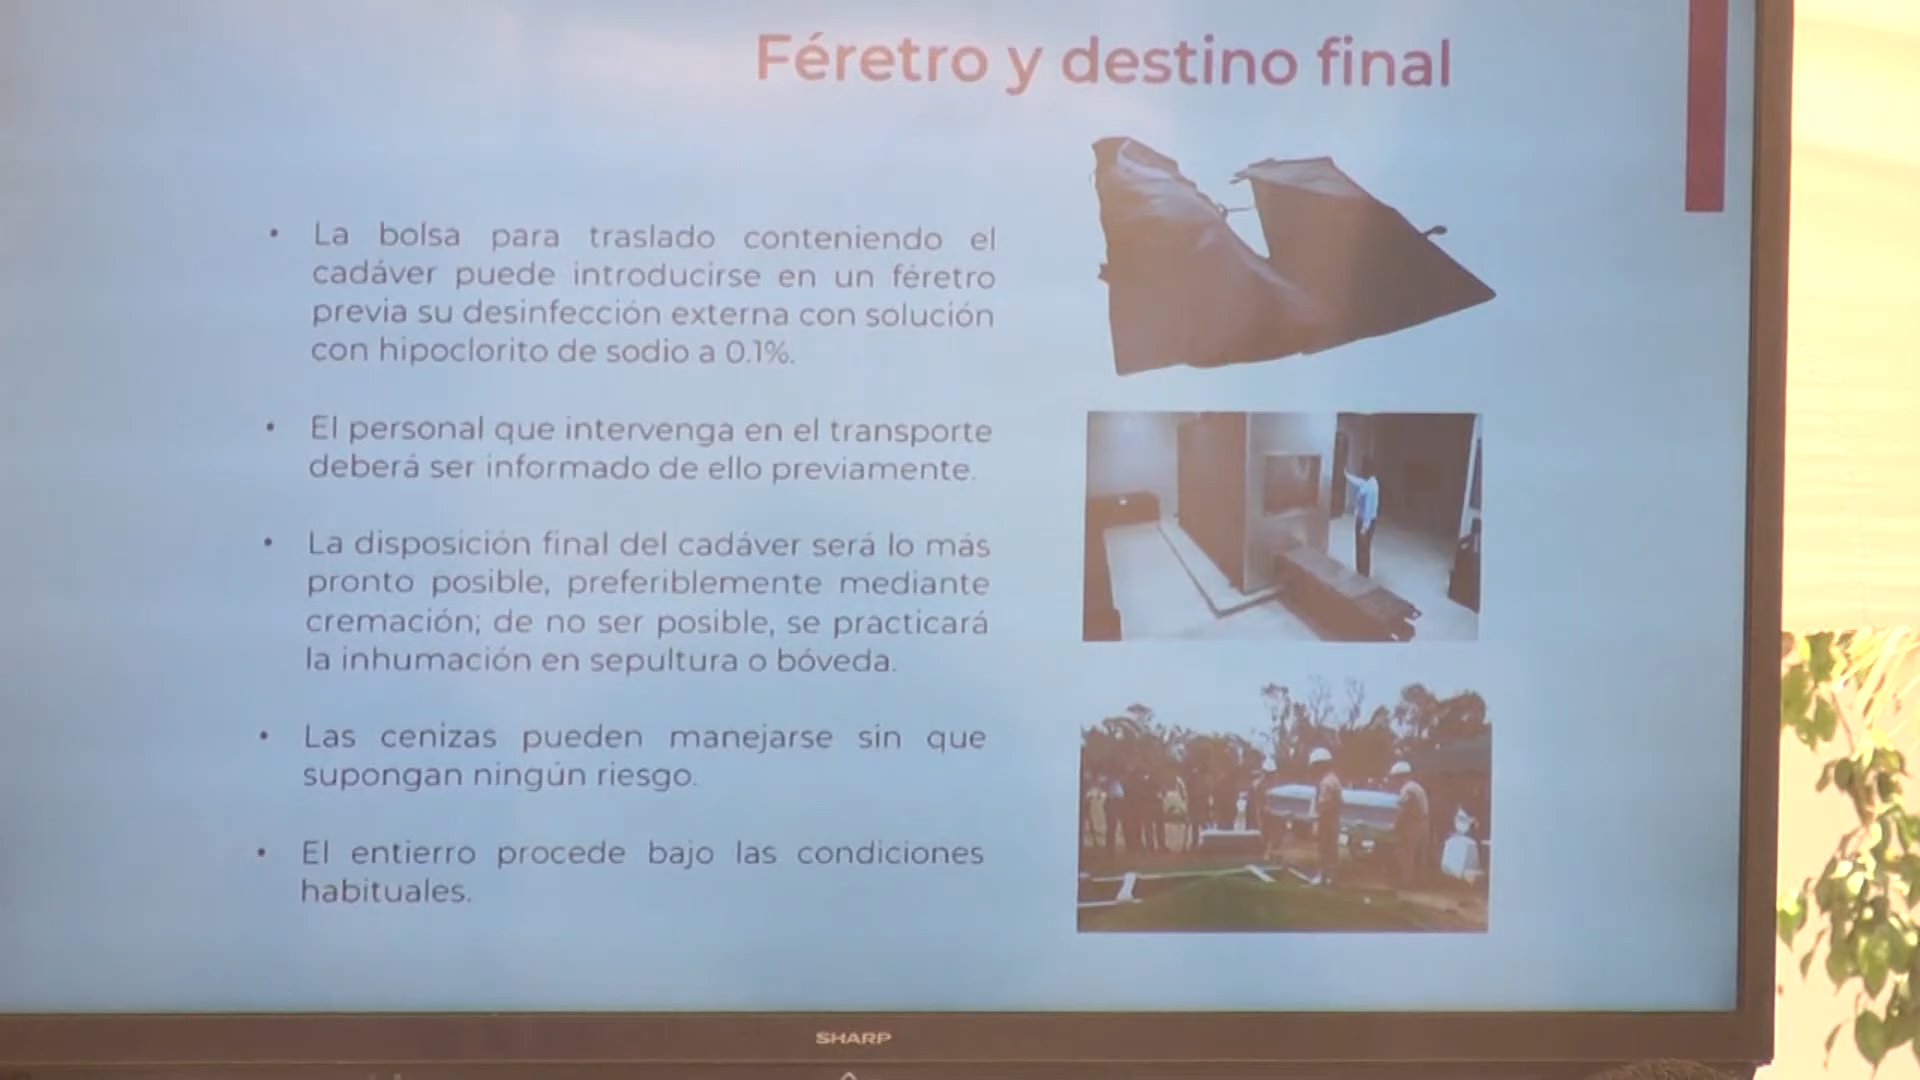 Féretro y destino final
• La bolsa para traslado conteniendo el
cadáver puede introducirse en un féretro
previa su desinfección externa con solución
con hipoclorito de sodio a 0.1%.
• El personal que intervenga en el transporte
deberá ser informado de ello previamente.
• La disposición final del cadáver será lo más
pronto posible, preferiblemente mediante
cremación; de no ser posible, se practicará
la inhumación en sepultura o bóveda.
• Las cenizas pueden manejarse sin que
supongan ningún riesgo.
• El entierro procede bajo las condiciones
habituales.
SHARP